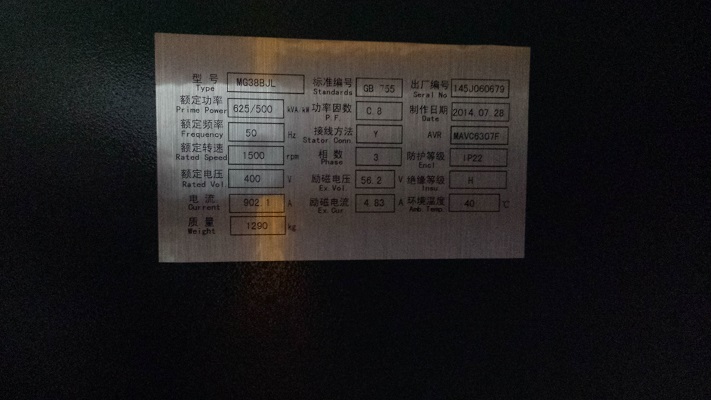 型 号 MG38BJL 标准编号 GB 755 出厂编号 145J060679
Type Standards Serial No
额定功率 625/500 kVA/kW 功率因数 C.8 制作日期 2014.07.28
Prime Power P.F. Date
额定频率 50 Hz 接线方法 Y AVR MAVC6307F
Frequency Stator Conn.
额定转速 1500 rpm 相 数 3 防护等级 IP22
Rated Speed Phase Encl
额定电压 400 V 励磁电压 56.2 V 绝缘等级 H
Rated Vol Ex Vol. Insu
电 流 902.1 A 励磁电流 4.83 A 环境温度 40 ℃
Current Ex.Cur Amb.Temp.
质 量 1290 kg
Weight